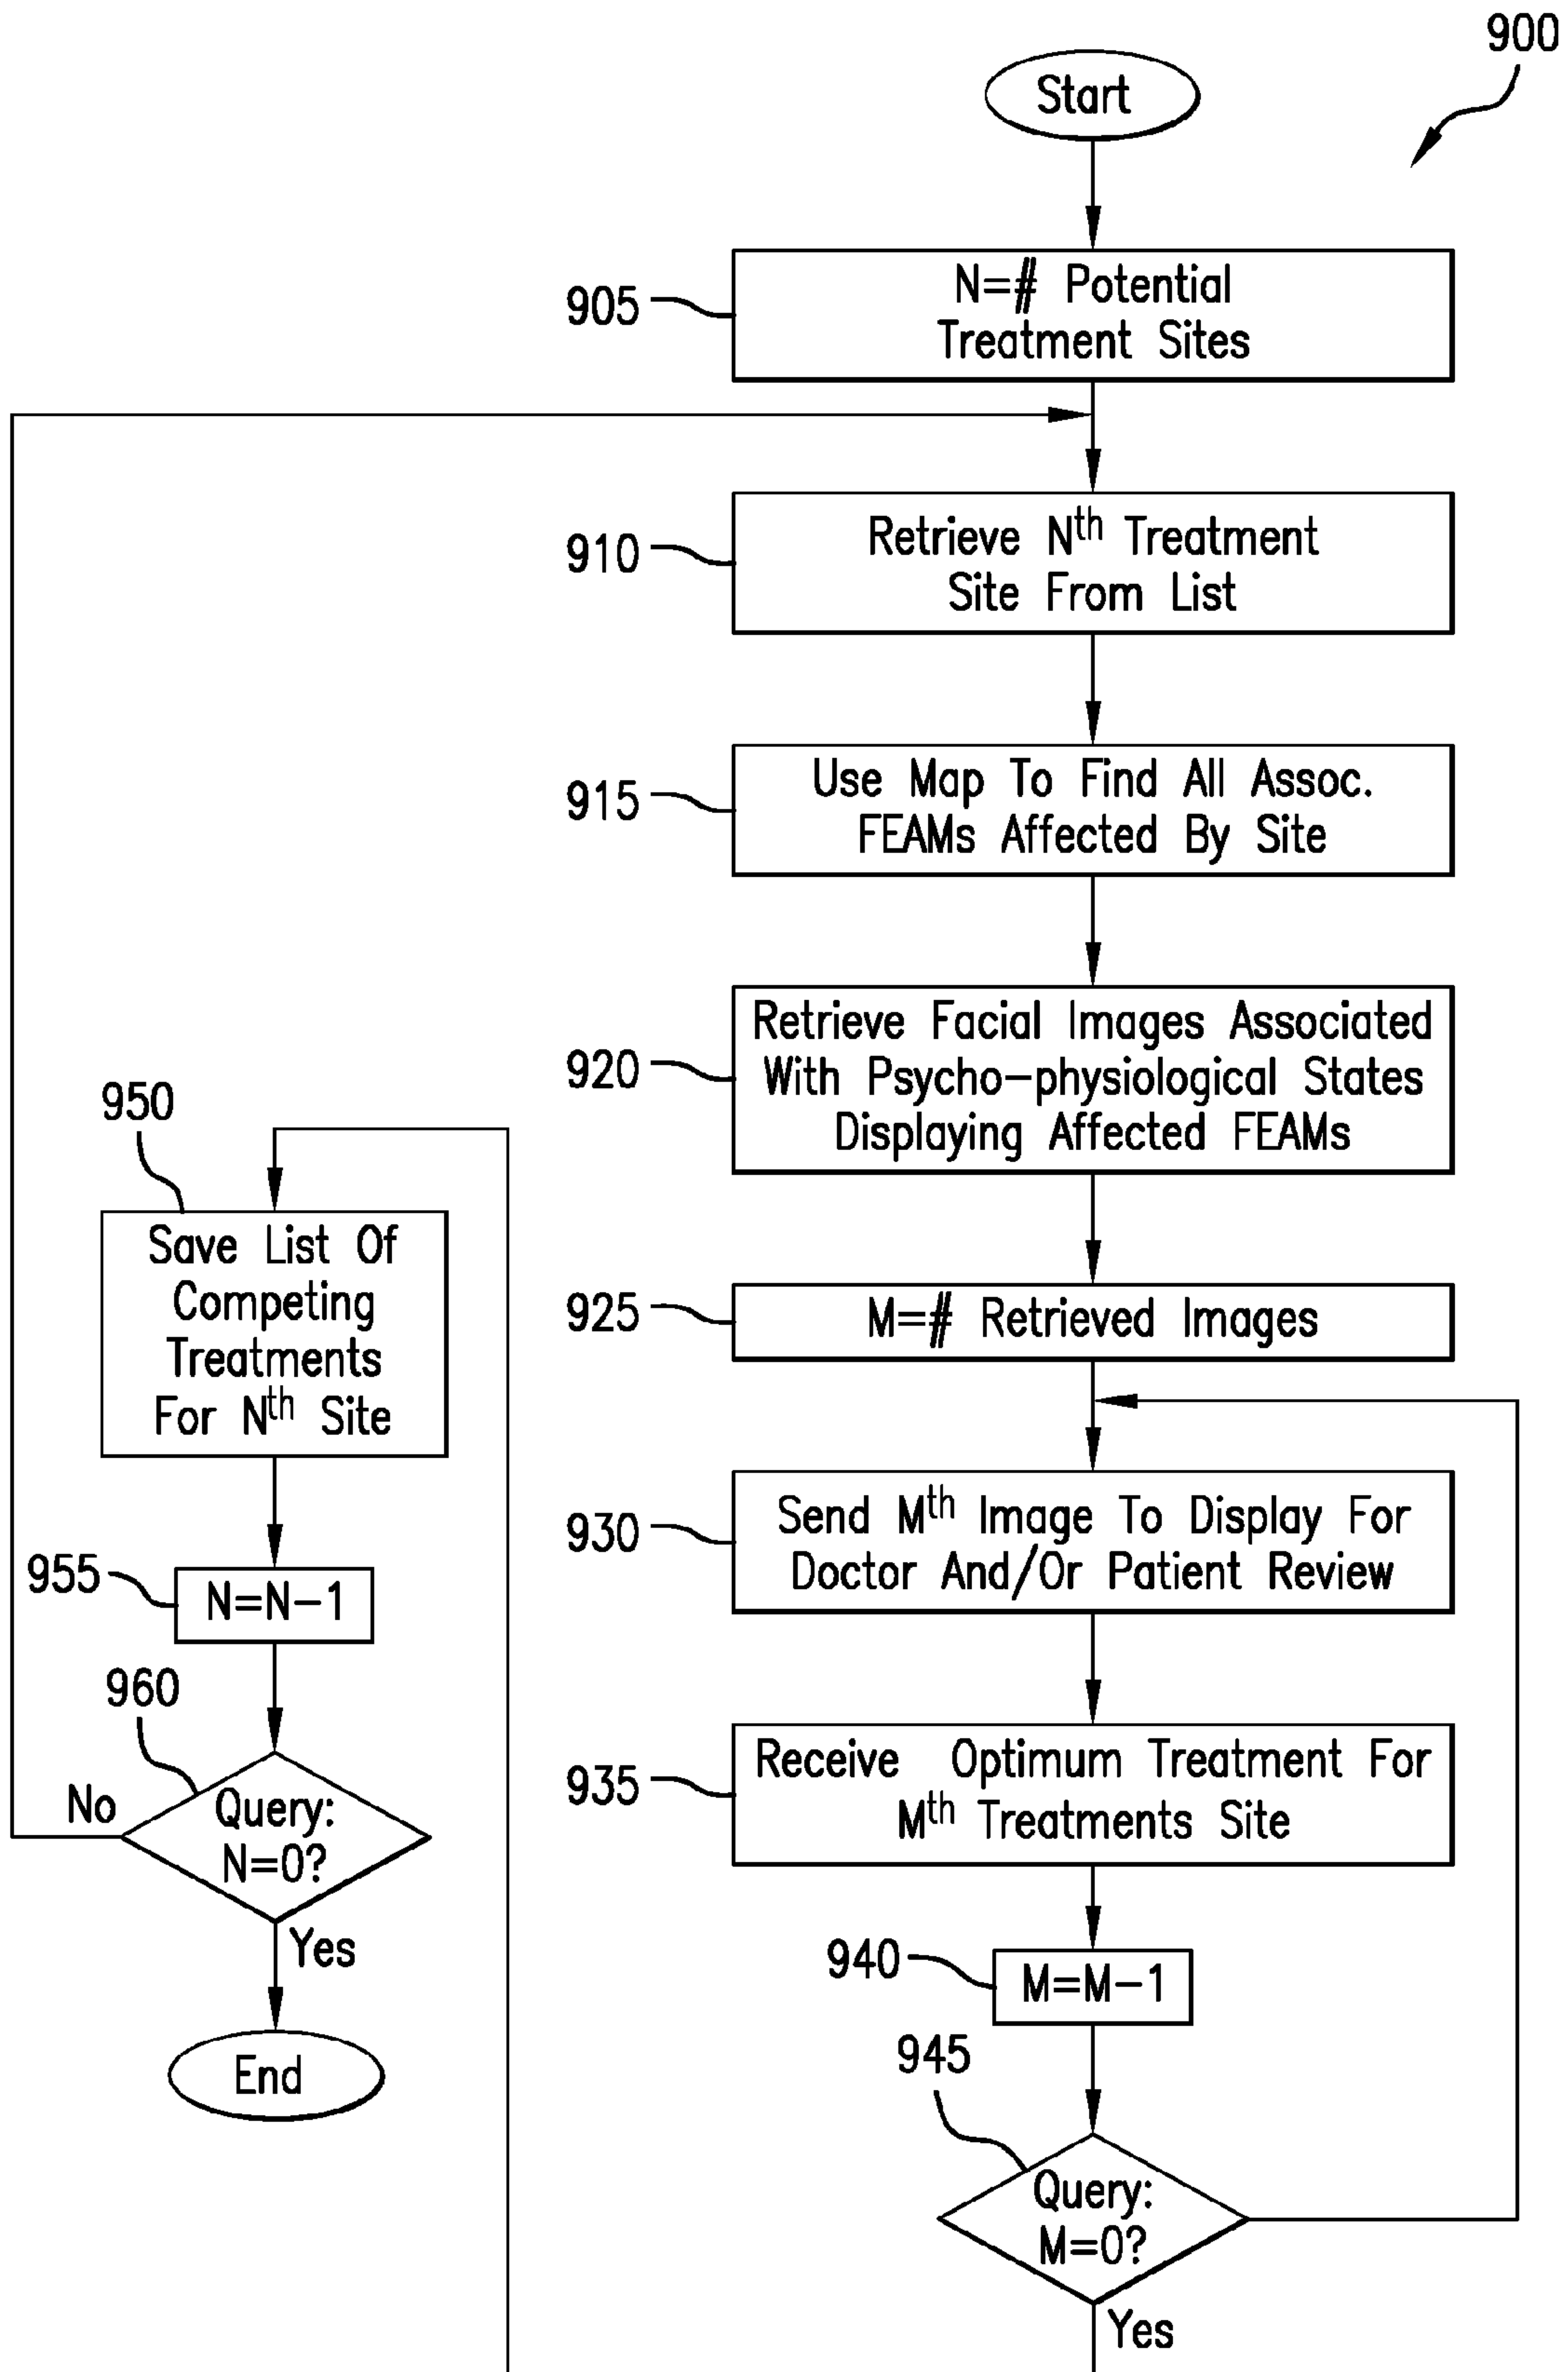 900
Start
905
N=# Potential
Treatment Sites
910
Retrieve Nth Treatment
Site From List
915
Use Map To Find All Assoc.
FEAMs Affected By Site
920
Retrieve Facial Images Associated
With Psycho-physiological States
Displaying Affected FEAMs
925
M=# Retrieved Images
930
Send Mth Image To Display For
Doctor And/Or Patient Review
935
Receive Optimum Treatment For
Mth Treatments Site
940
M=M-1
945
Query:
M=0?
Yes
950
Save List Of
Competing
Treatments
For Nth Site
955
N=N-1
960
Query:
N=0?
No
Yes
End